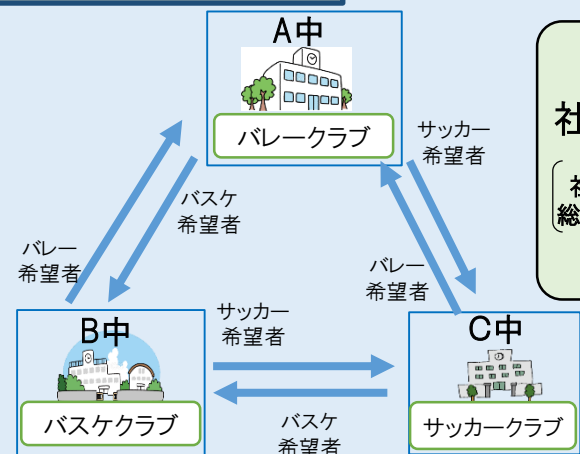 A中
バレークラブ
サッカー
希望者
バスケ
希望者
バレー
希望者
バレー
希望者
サッカー
希望者
B中
バスケクラブ
バスケ
希望者
C中
サッカークラブ
社
総